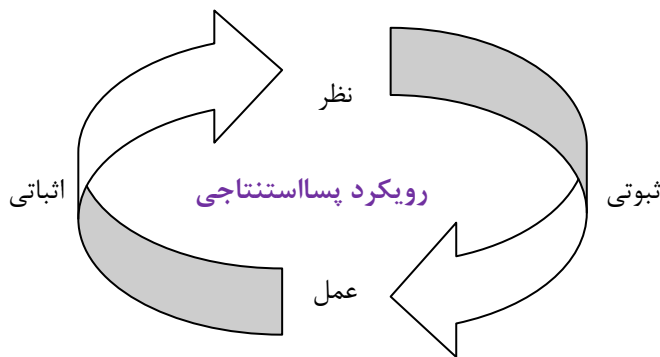 نظر
ثبوتی
رویکرد پسااستنتاجی
اثباتی
عمل